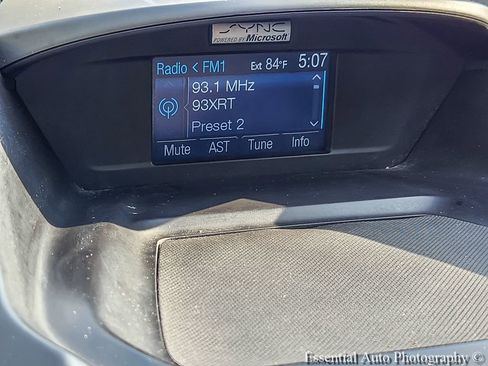 SYNC
POWERED BY Microsoft
Radio < FM1 Ext 84°F 5:07
93.1 MHz
93XRT
Preset 2
Mute AST Tune Info
Essential Auto Photography ©